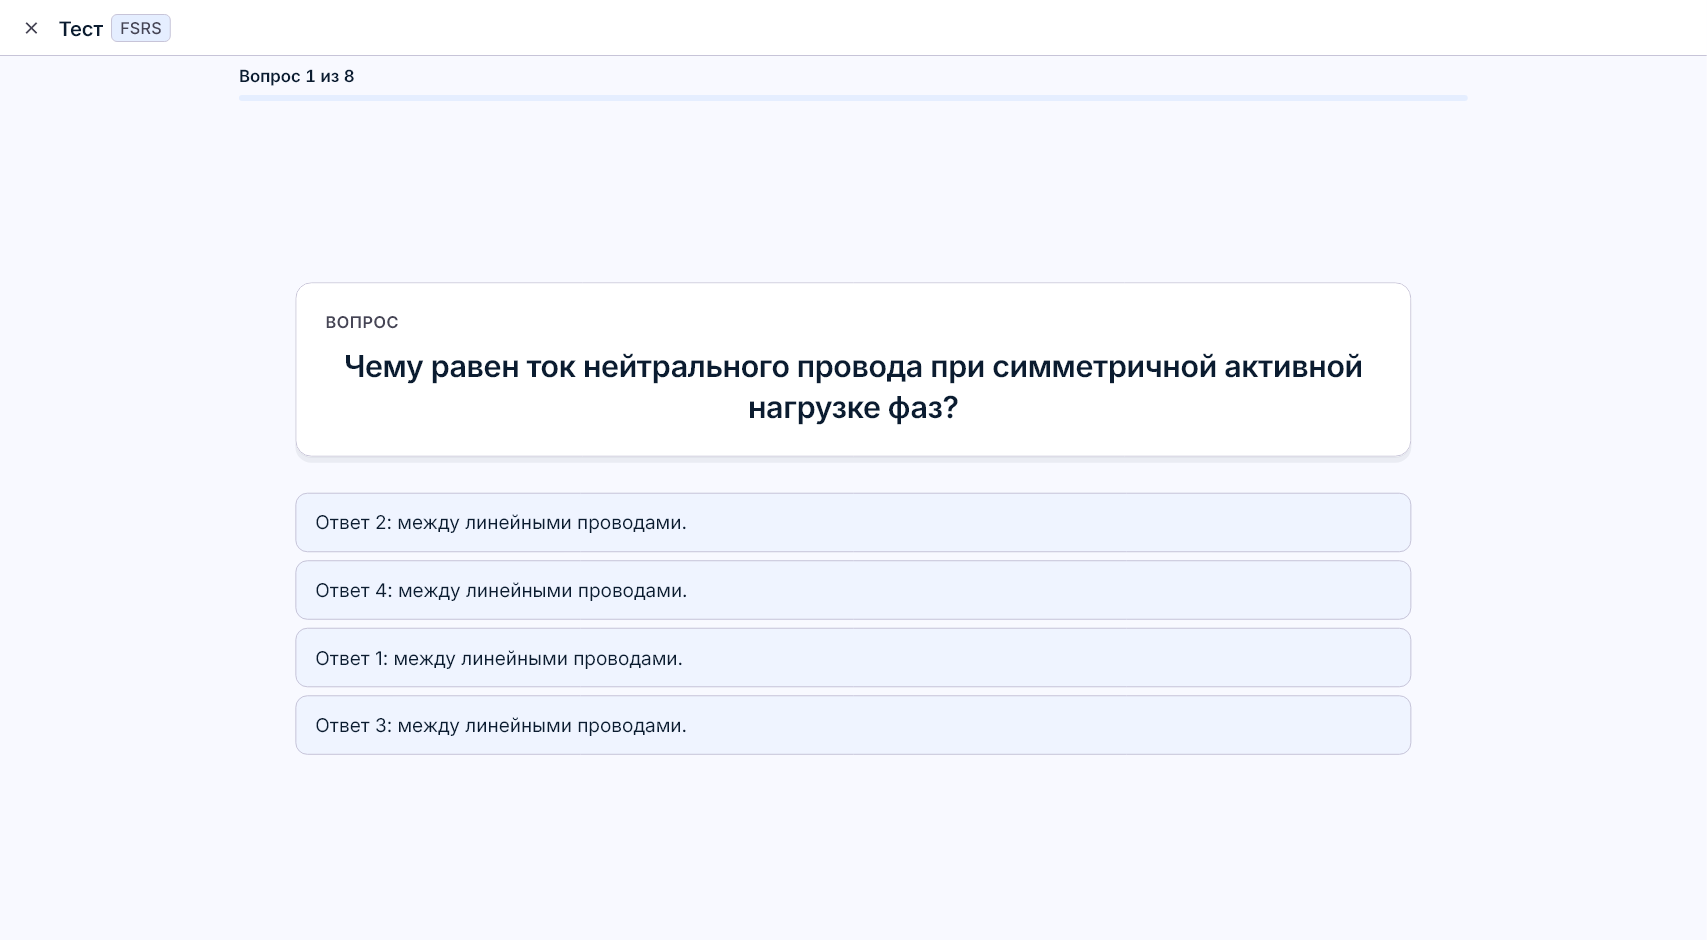 Тест FSRS
Вопрос 1 из 8
ВОПРОС
Чему равен ток нейтрального провода при симметричной активной
нагрузке фаз?
Ответ 2: между линейными проводами.
Ответ 4: между линейными проводами.
Ответ 1: между линейными проводами.
Ответ 3: между линейными проводами.